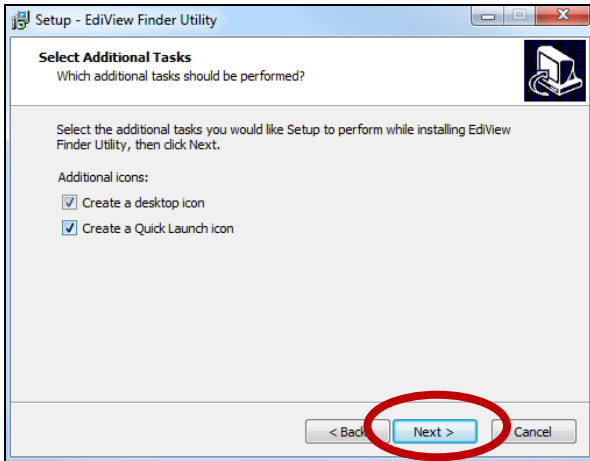 Setup - EdiView Finder Utility
Select Additional Tasks
Which additional tasks should be performed?
Select the additional tasks you would like Setup to perform while installing EdiView
Finder Utility, then click Next.
Additional icons:
Create a desktop icon
Create a Quick Launch icon
< Back Next > Cancel